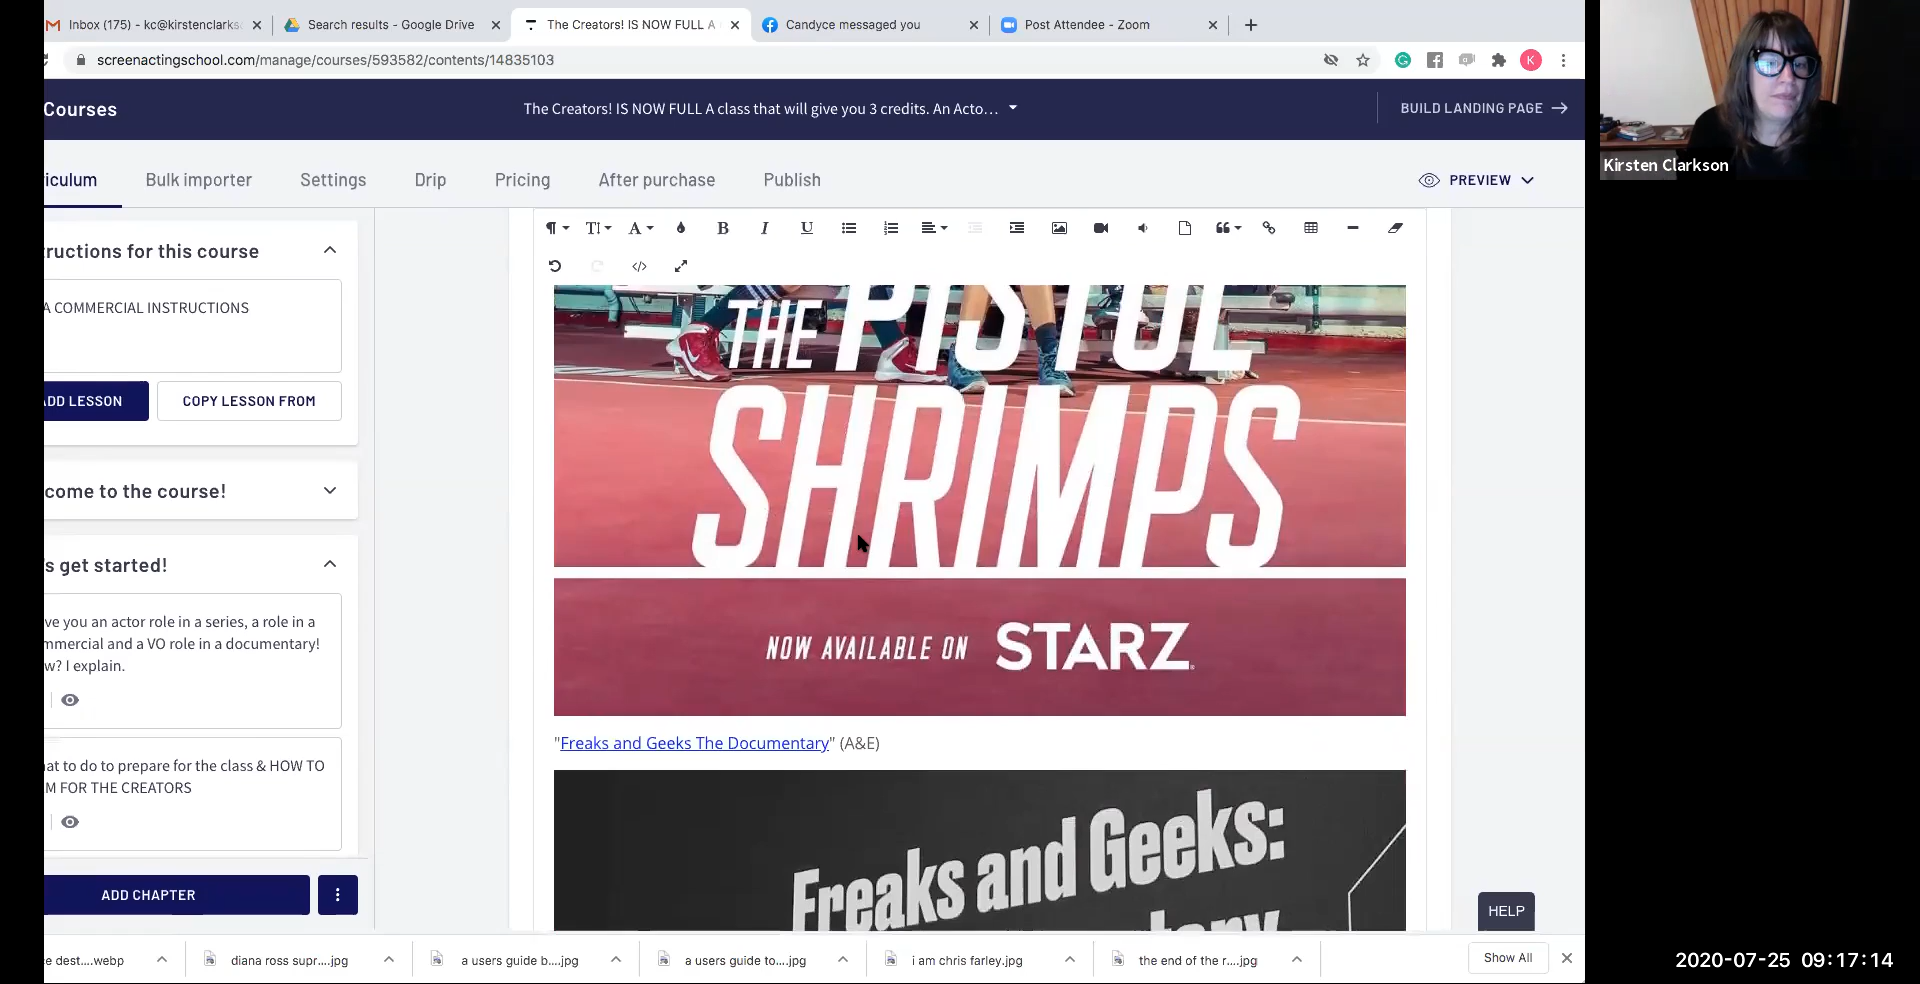 Inbox (175) - kc@kirstenclarks
Search results - Google Drive
The Creators! IS NOW FULL A
Candyce messaged you
Post Attendee - Zoom
screenactingschool.com/manage/courses/593582/contents/14835103
K
Courses
The Creators! IS NOW FULL A class that will give you 3 credits. An Acto...
BUILD LANDING PAGE
iculum
Bulk importer
Settings
Drip
Pricing
After purchase
Publish
PREVIEW
Kirsten Clarkson
tructions for this course
A COMMERCIAL INSTRUCTIONS
ADD LESSON
COPY LESSON FROM
come to the course!
's get started!
ve you an actor role in a series, a role in a
mmercial and a VO role in a documentary!
w? I explain.
at to do to prepare for the class & HOW TO
M FOR THE CREATORS
ADD CHAPTER
THE PISTOL
SHRIMPS
NOW AVAILABLE ON STARZ
"Freaks and Geeks The Documentary" (A&E)
Freaks and Geeks:
HELP
e dest....webp
diana ross supr....jpg
a users guide b....jpg
a users guide to....jpg
i am chris farley.jpg
the end of the r....jpg
Show All
2020-07-25 09:17:14